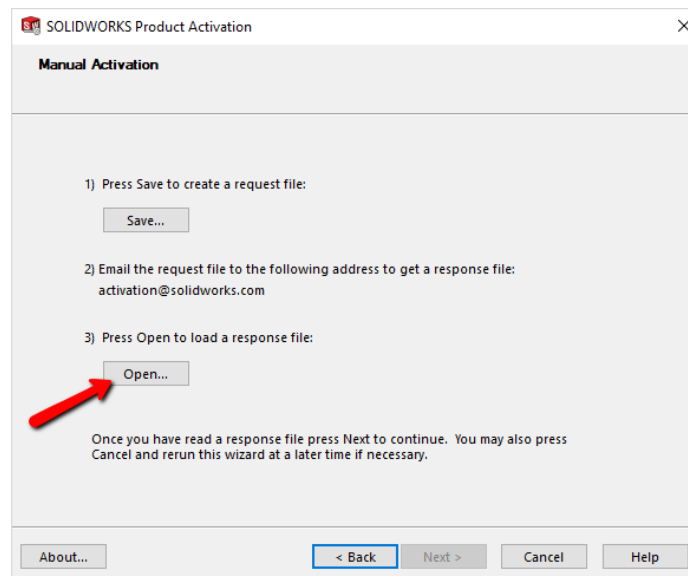 SOLIDWORKS Product Activation
Manual Activation
1) Press Save to create a request file:
Save...
2) Email the request file to the following address to get a response file:
activation@solidworks.com
3) Press Open to load a response file:
Open...
Once you have read a response file press Next to continue. You may also press
Cancel and rerun this wizard at a later time if necessary.
About... < Back Next > Cancel Help